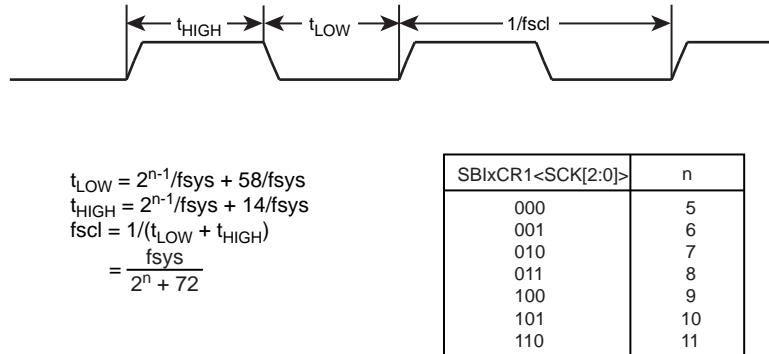 tHIGH tLOW 1/fscl
tLOW = 2n-1/fsys + 58/fsys
tHIGH = 2n-1/fsys + 14/fsys
fscl = 1/(tLOW + tHIGH)
= fsys
2n + 72
SBIxCR1<SCK[2:0]> n
000 5
001 6
010 7
011 8
100 9
101 10
110 11